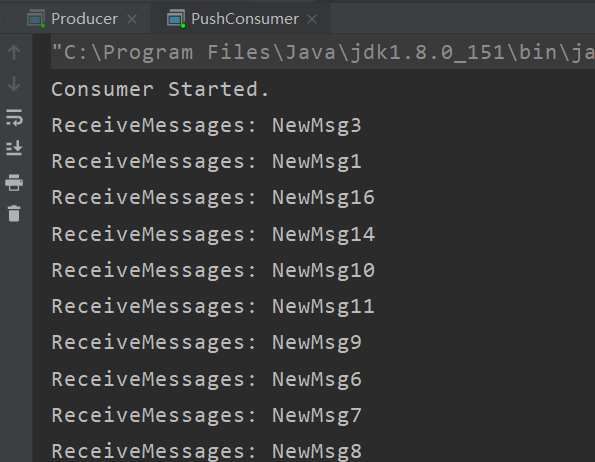 Producer PushConsumer
"C:\Program Files\Java\jdk1.8.0_151\bin\ja
Consumer Started.
ReceiveMessages: NewMsg3
ReceiveMessages: NewMsg1
ReceiveMessages: NewMsg16
ReceiveMessages: NewMsg14
ReceiveMessages: NewMsg10
ReceiveMessages: NewMsg11
ReceiveMessages: NewMsg9
ReceiveMessages: NewMsg6
ReceiveMessages: NewMsg7
ReceiveMessages: NewMsg8